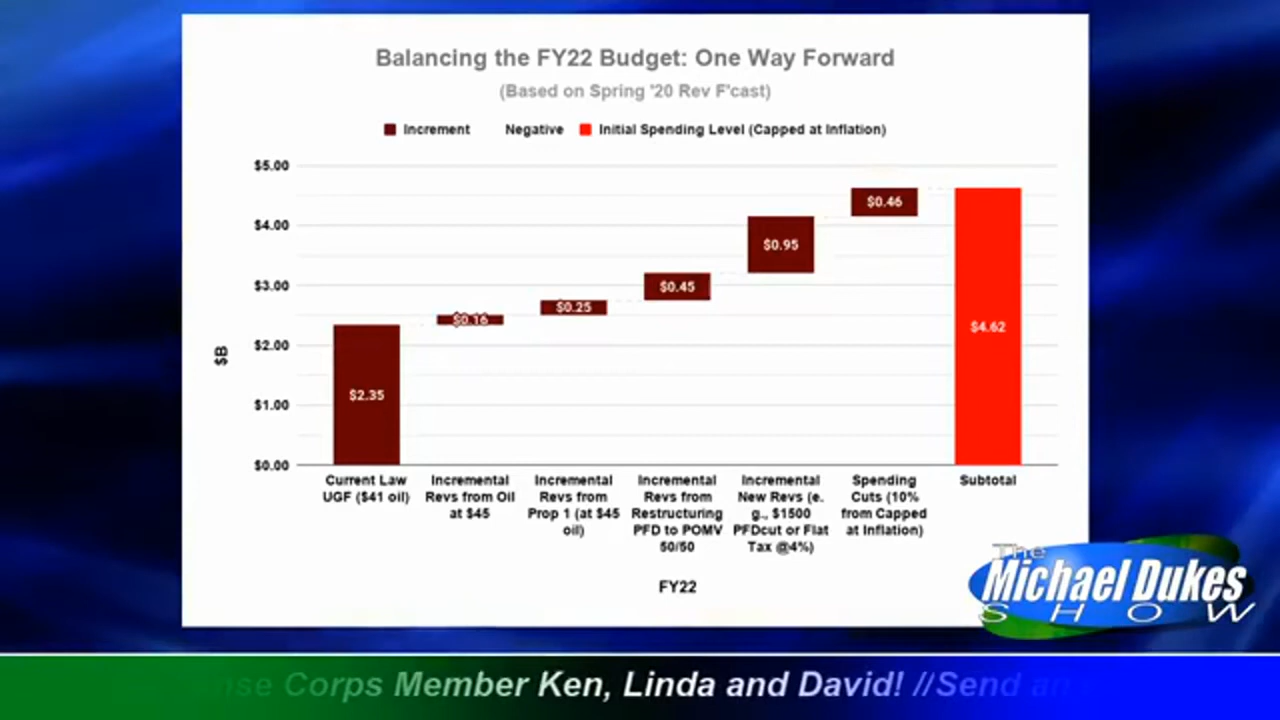 Balancing the FY22 Budget: One Way Forward
(Based on Spring '20 Rev F'cast)
Increment Negative Initial Spending Level (Capped at Inflation)
$5.00
$4.00
$3.00
$2.00
$1.00
$0.00
$B
$2.35
$0.16
$0.25
$0.45
$0.95
$0.46
$4.62
Current Law
UGF ($41 oil)
Incremental
Revs from Oil
at $45
Incremental
Revs from
Prop 1 (at $45
oil)
Incremental
Revs from
Restructuring
PFD to POMV
50/50
Incremental
New Revs (e.
g., $1500
PFDcut or Flat
Tax @4%)
Spending
Cuts (10%
from Capped
at Inflation)
Subtotal
FY22
The
Michael Dukes
SHOW
Corps Member Ken, Linda and David! //Send